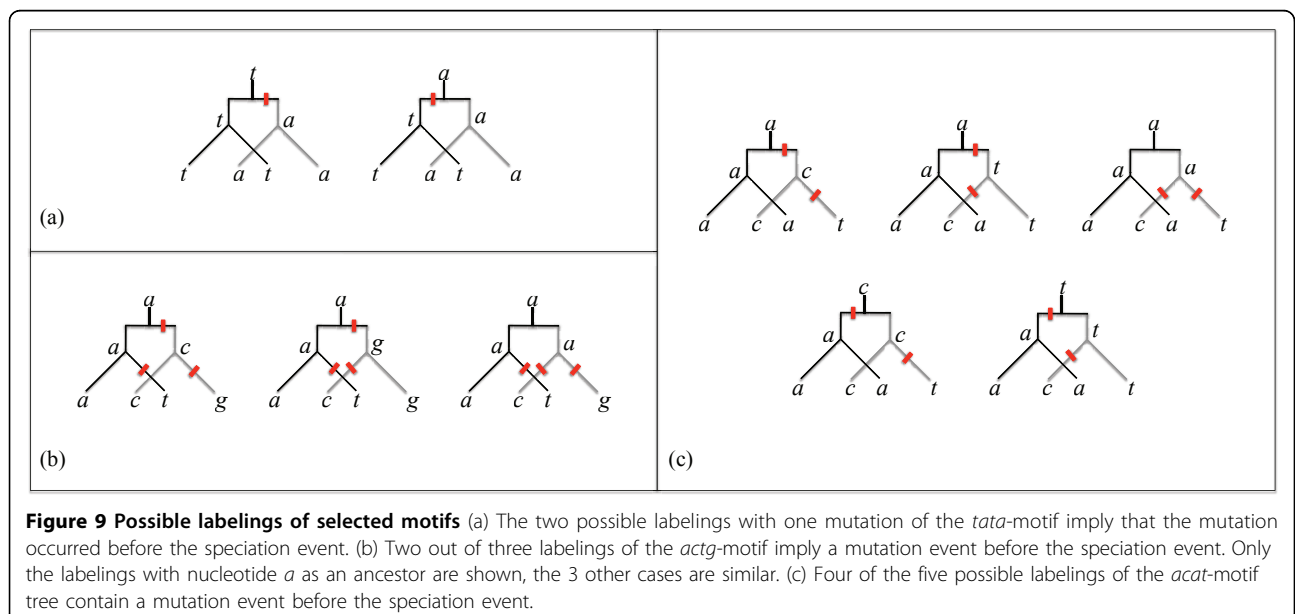 t
a
t
a
t
a
t
a
t
a
t
a
t
a
(a)
a
a
a
a
c
a
g
a
a
a
c
t
g
a
c
t
g
a
c
t
g
(b)
a
a
a
a
c
a
t
a
a
a
c
a
t
a
c
a
t
a
c
a
t
c
t
a
c
a
t
a
c
a
t
a
c
a
t
(c)
Figure 9 Possible labelings of selected motifs (a) The two possible labelings with one mutation of the tata-motif imply that the mutation
occurred before the speciation event. (b) Two out of three labelings of the actg-motif imply a mutation event before the speciation event. Only
the labelings with nucleotide a as an ancestor are shown, the 3 other cases are similar. (c) Four of the five possible labelings of the acat-motif
tree contain a mutation event before the speciation event.